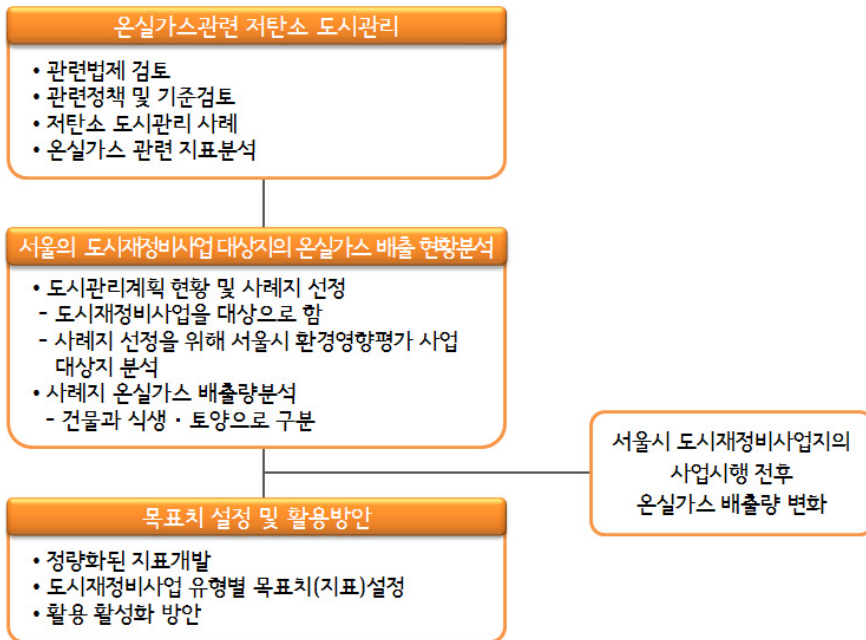 온실가스관련 저탄소 도시관리
• 관련법제 검토
• 관련정책 및 기준검토
• 저탄소 도시관리 사례
• 온실가스 관련 지표분석
서울의 도시재정비사업 대상지의 온실가스 배출 현황분석
• 도시관리계획 현황 및 사례지 선정
- 도시재정비사업을 대상으로 함
- 사례지 선정을 위해 서울시 환경영향평가 사업
대상지 분석
• 사례지 온실가스 배출량분석
- 건물과 식생 · 토양으로 구분
서울시 도시재정비사업지의
사업시행 전후
온실가스 배출량 변화
목표치 설정 및 활용방안
• 정량화된 지표개발
• 도시재정비사업 유형별 목표치(지표)설정
• 활용 활성화 방안